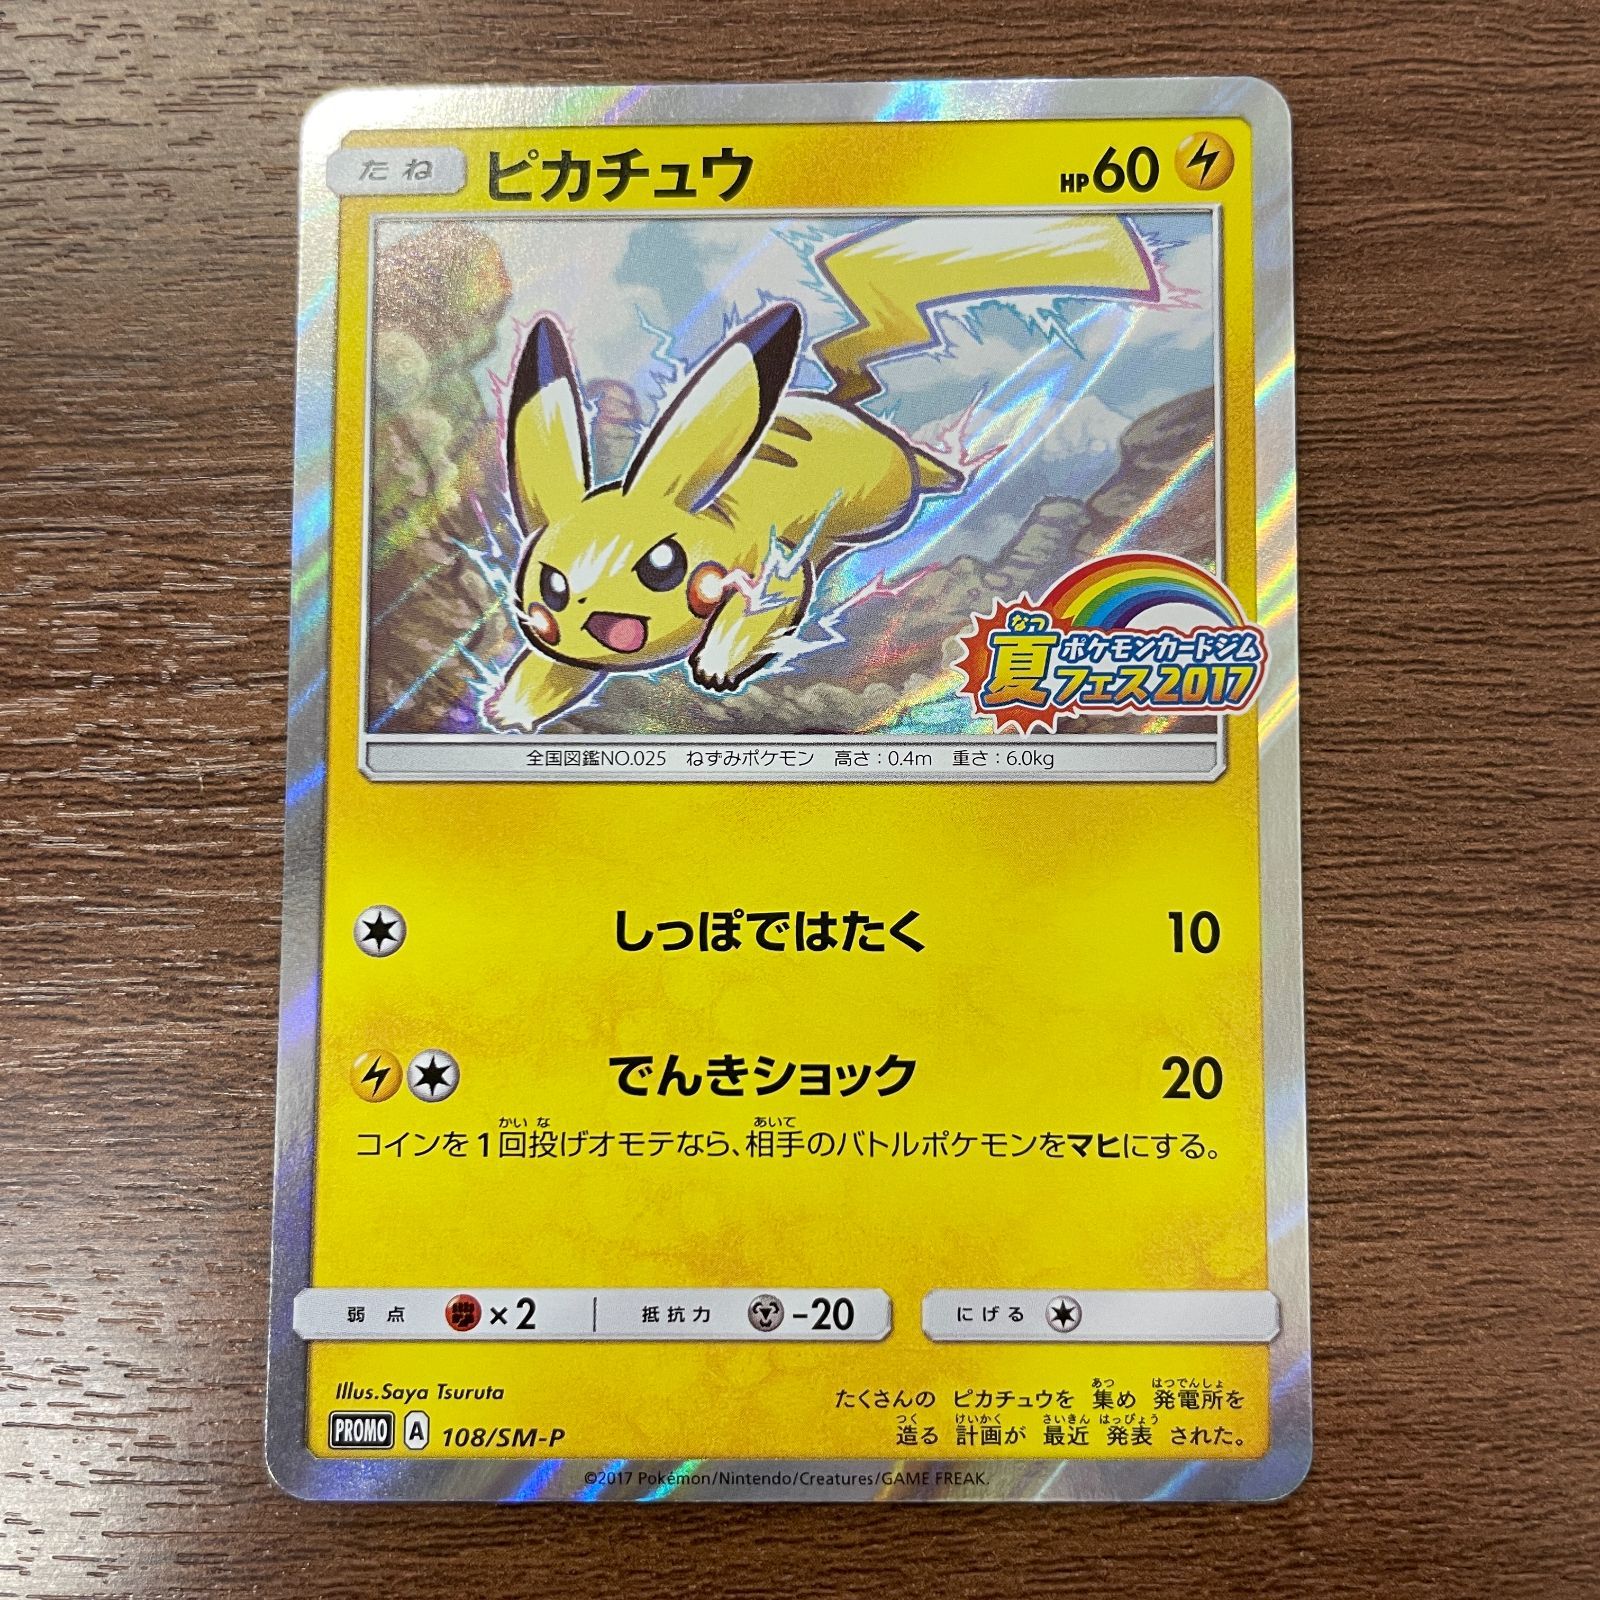 たね ピカチュウ HP60
なつ
夏 ポケモンカードジム
フェス2017
全国図鑑NO.025 ねずみポケモン 高さ:0.4m 重さ:6.0kg
しっぽではたく 10
でんきショック 20
かい な あいて
コインを1回投げオモテなら、相手のバトルポケモンをマヒにする。
弱点 ×2 抵抗力 −20 にげる
Illus.Saya Tsuruta
PROMO A 108/SM-P
あつ はつでんしょ
たくさんの ピカチュウを 集め 発電所を
つく けいかく さいきん はっぴょう
造る 計画が 最近 発表 された。
©2017 Pokémon/Nintendo/Creatures/GAME FREAK.